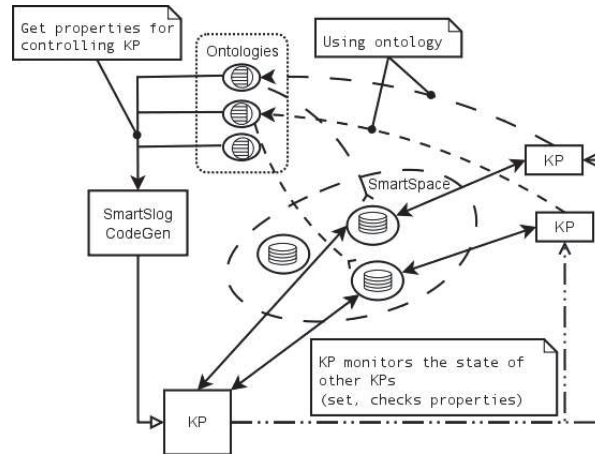 Get properties for
controlling KP
Ontologies
Using ontology
KP
SmartSpace
SmartSlog
CodeGen
KP
KP monitors the state of
other KPs
(set, checks properties)
KP